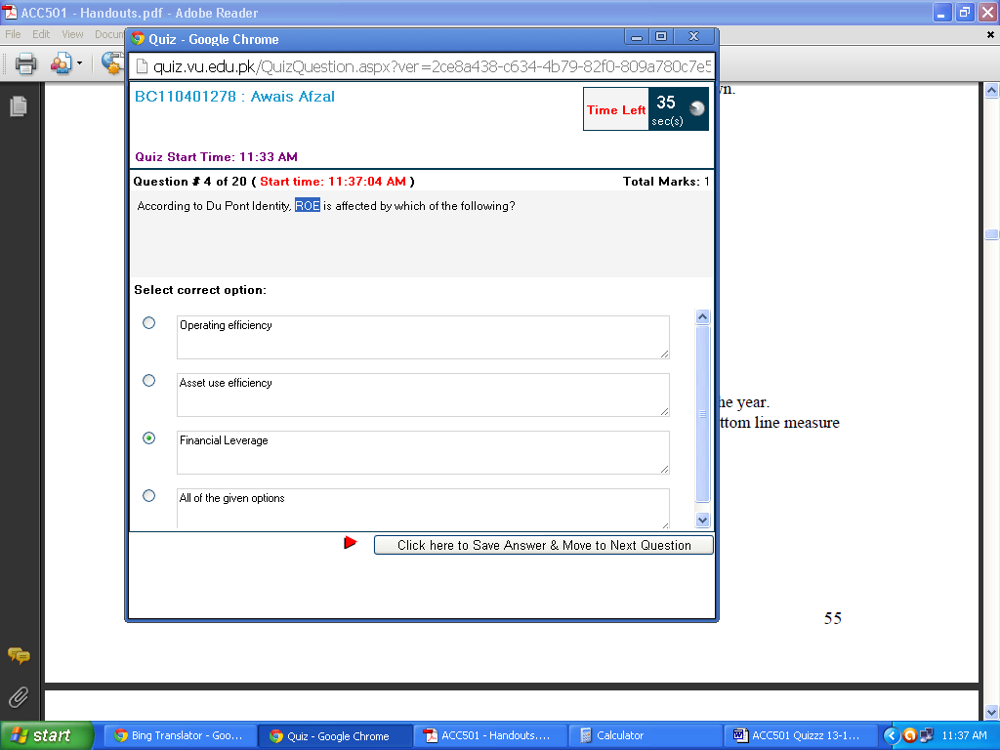 ACC501 - Handouts.pdf - Adobe Reader
File Edit View Docum
Quiz - Google Chrome
quiz.vu.edu.pk/QuizQuestion.aspx?ver=2ce8a438-c634-4b79-82f0-809a780c7e5
wn.
BC110401278 : Awais Afzal
Time Left 35 sec(s)
Quiz Start Time: 11:33 AM
Question # 4 of 20 ( Start time: 11:37:04 AM ) Total Marks: 1
According to Du Pont Identity, ROE is affected by which of the following?
Select correct option:
Operating efficiency
Asset use efficiency
he year.
ttom line measure
Financial Leverage
All of the given options
Click here to Save Answer & Move to Next Question
55
start
Bing Translator - Goo...
Quiz - Google Chrome
ACC501 - Handouts....
Calculator
ACC501 Quizzz 13-1...
11:37 AM